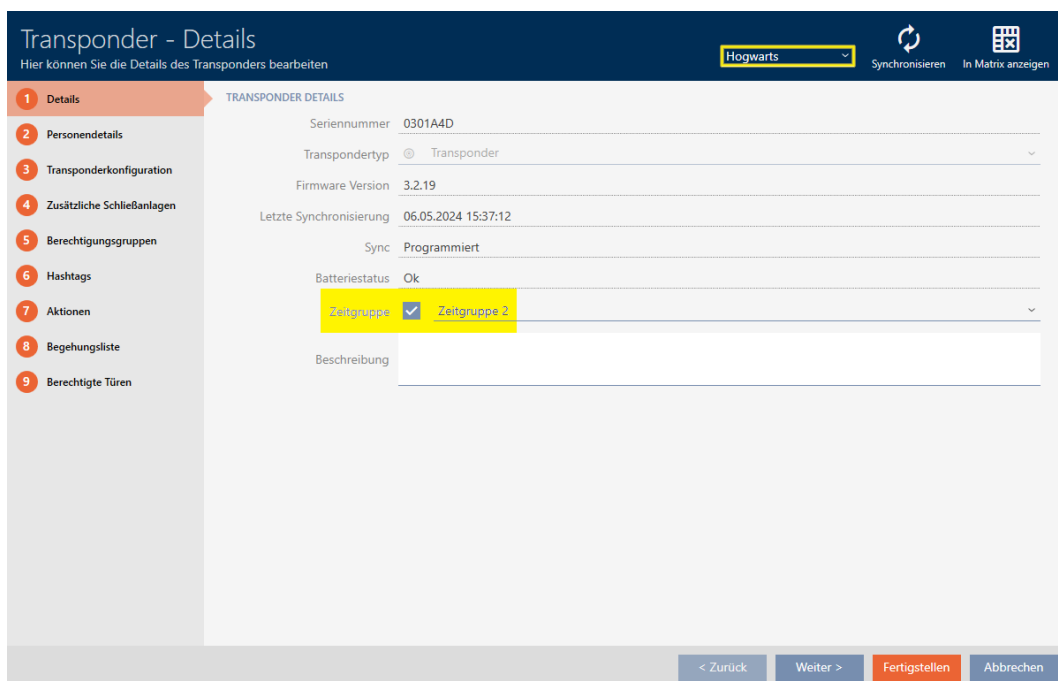 Transponder - Details
Hier können Sie die Details des Transponders bearbeiten
Hogwarts
Synchronisieren
In Matrix anzeigen
1 Details
2 Personendetails
3 Transponderkonfiguration
4 Zusätzliche Schließanlagen
5 Berechtigungsgruppen
6 Hashtags
7 Aktionen
8 Begehungsliste
9 Berechtigte Türen
TRANSPONDER DETAILS
Seriennummer 0301A4D
Transpondertyp Transponder
Firmware Version 3.2.19
Letzte Synchronisierung 06.05.2024 15:37:12
Sync Programmiert
Batteriestatus Ok
Zeitgruppe Zeitgruppe 2
Beschreibung
< Zurück
Weiter >
Fertigstellen
Abbrechen